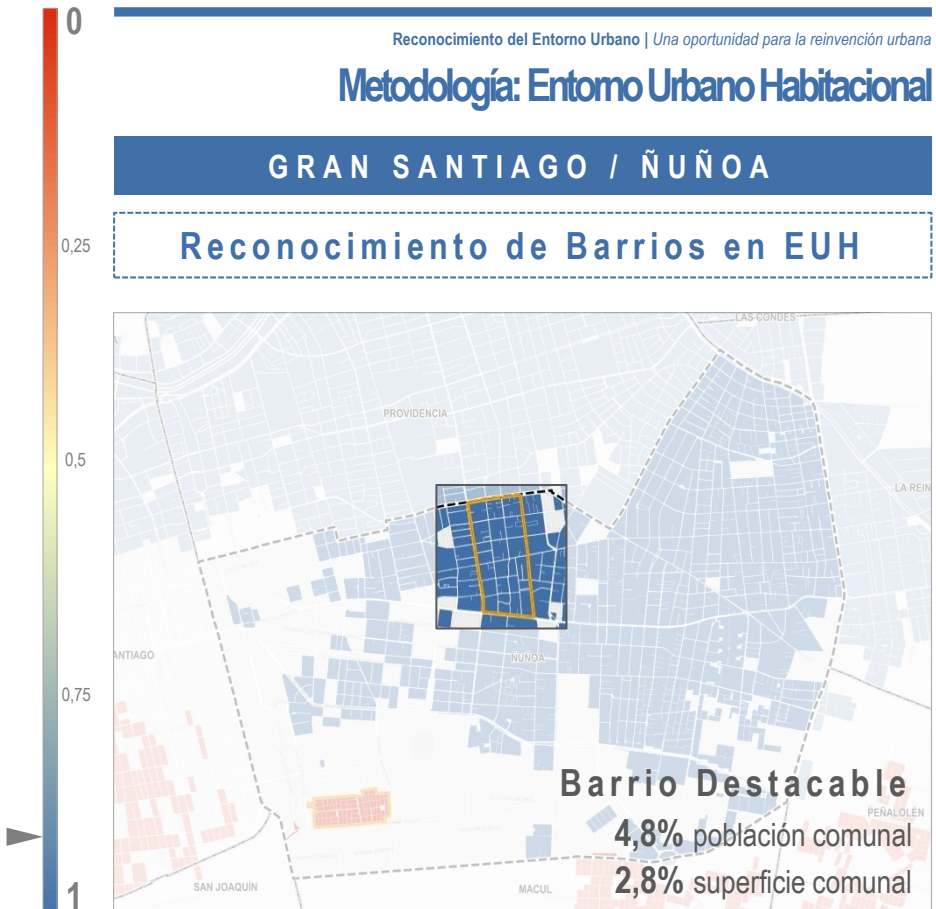 0
Reconocimiento del Entorno Urbano | Una oportunidad para la reinvención urbana
Metodología: Entorno Urbano Habitacional
GRAN SANTIAGO / ÑUÑOA
0,25
Reconocimiento de Barrios en EUH
LAS CONDES
PROVIDENCIA
0,5
LA REIN
ANTIAGO
ÑUÑOA
0,75
Barrio Destacable
PEÑALOLÉN
4,8% población comunal
2,8% superficie comunal
SAN JOAQUÍN
MACUL
1